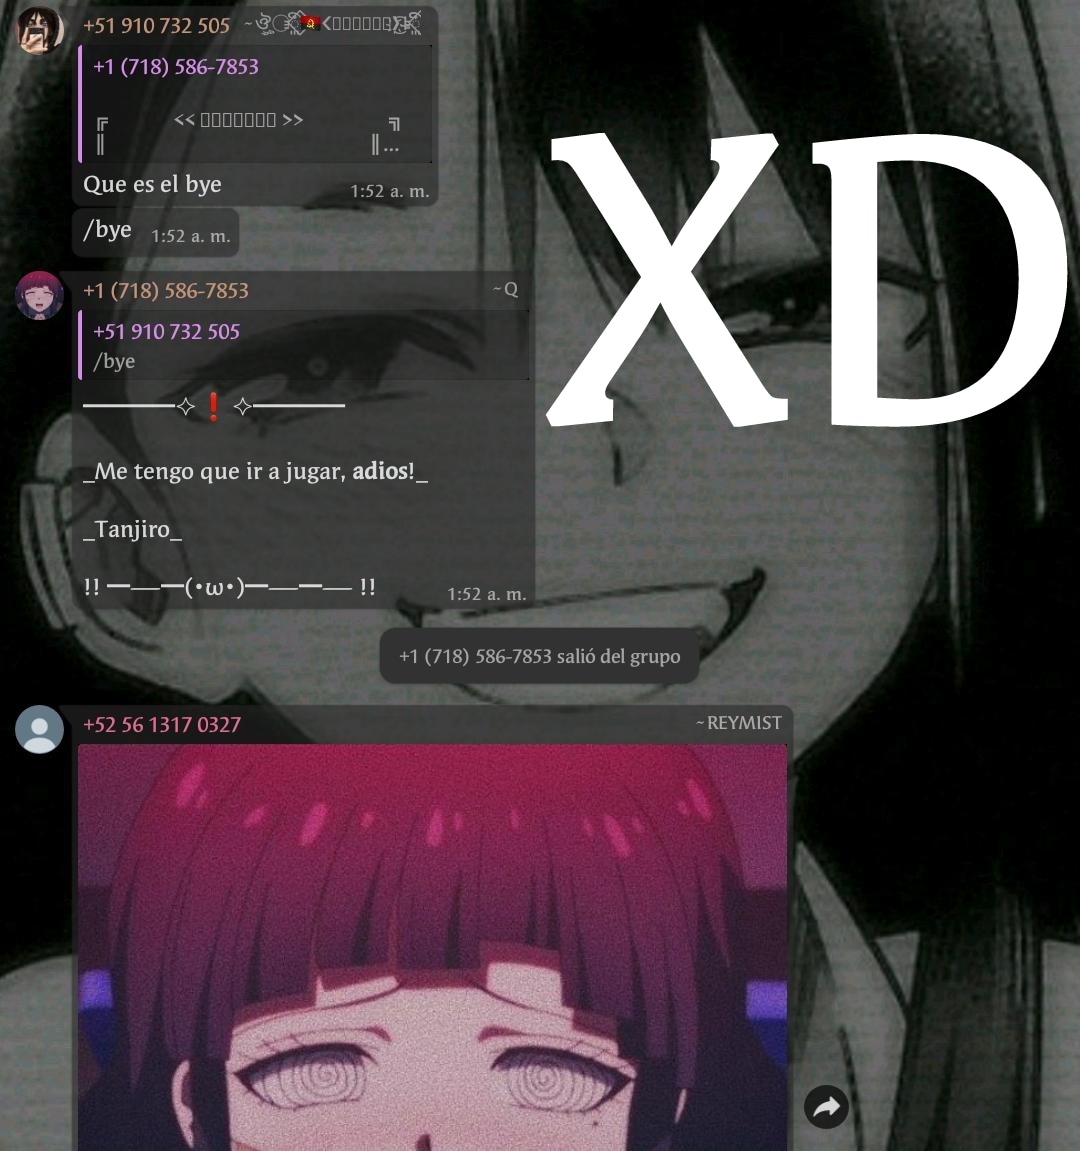 +51 910 732 505
+1 (718) 586-7853
<< >>
Que es el bye
1:52 a. m.
/bye 1:52 a. m.
XD
+1 (718) 586-7853 ~Q
+51 910 732 505
/bye
_Me tengo que ir a jugar, adios!_
_Tanjiro_
!! ━──━(•ω•)━──━── !!
1:52 a. m.
+1 (718) 586-7853 salió del grupo
+52 56 1317 0327 ~REYMIST